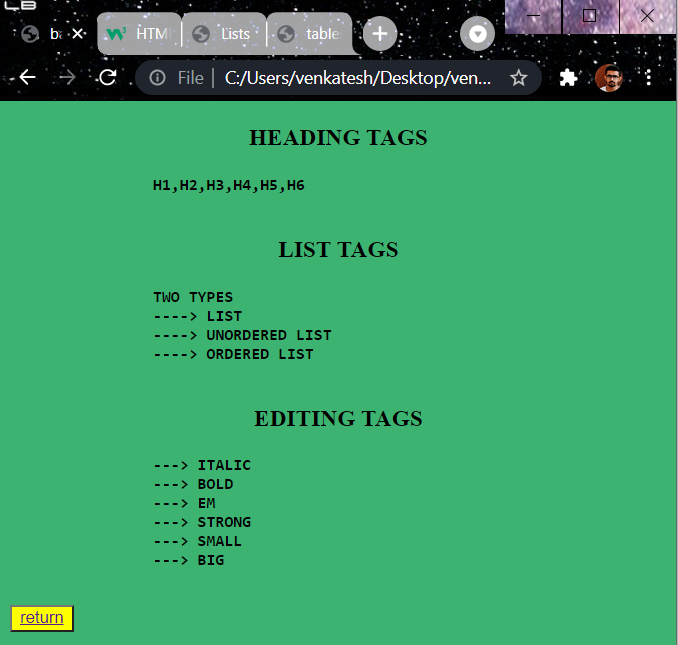 HTM
Lists
table
File
C:/Users/venkatesh/Desktop/ven...
HEADING TAGS
H1,H2,H3,H4,H5,H6
LIST TAGS
TWO TYPES
----> LIST
----> UNORDERED LIST
----> ORDERED LIST
EDITING TAGS
---> ITALIC
---> BOLD
---> EM
---> STRONG
---> SMALL
---> BIG
return